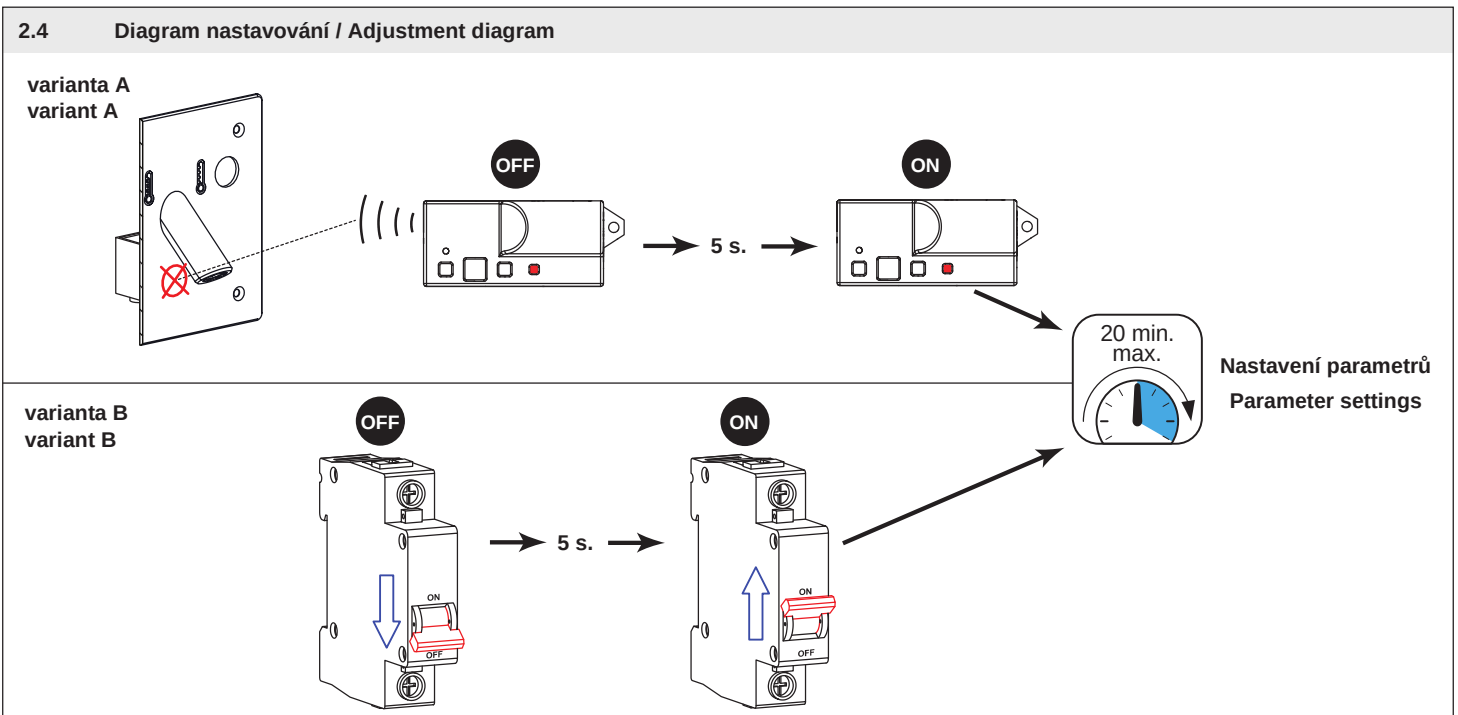 2.4 Diagram nastavování / Adjustment diagram
varianta A
variant A
OFF
5 s.
ON
20 min.
max.
Nastavení parametrů
Parameter settings
varianta B
variant B
OFF
ON
OFF
5 s.
ON
ON
OFF